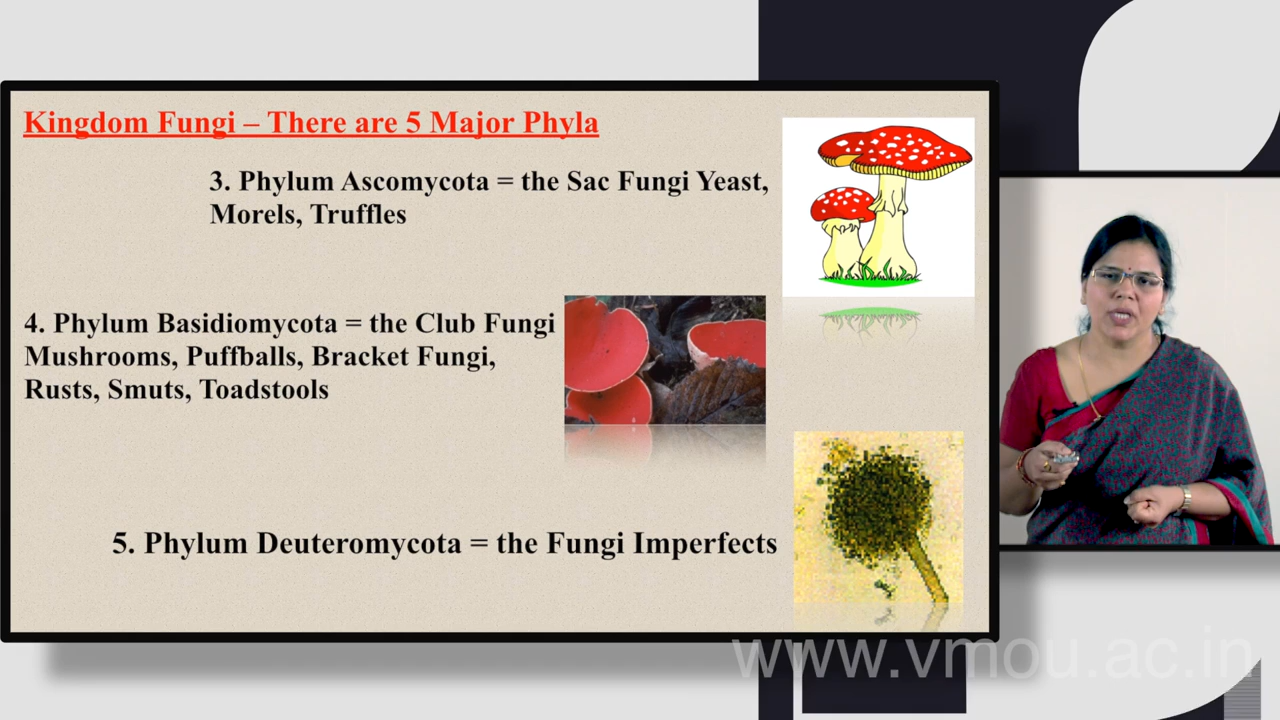 Kingdom Fungi – There are 5 Major Phyla
3. Phylum Ascomycota = the Sac Fungi Yeast,
Morels, Truffles
4. Phylum Basidiomycota = the Club Fungi
Mushrooms, Puffballs, Bracket Fungi,
Rusts, Smuts, Toadstools
5. Phylum Deuteromycota = the Fungi Imperfects
www.vmou.ac.in